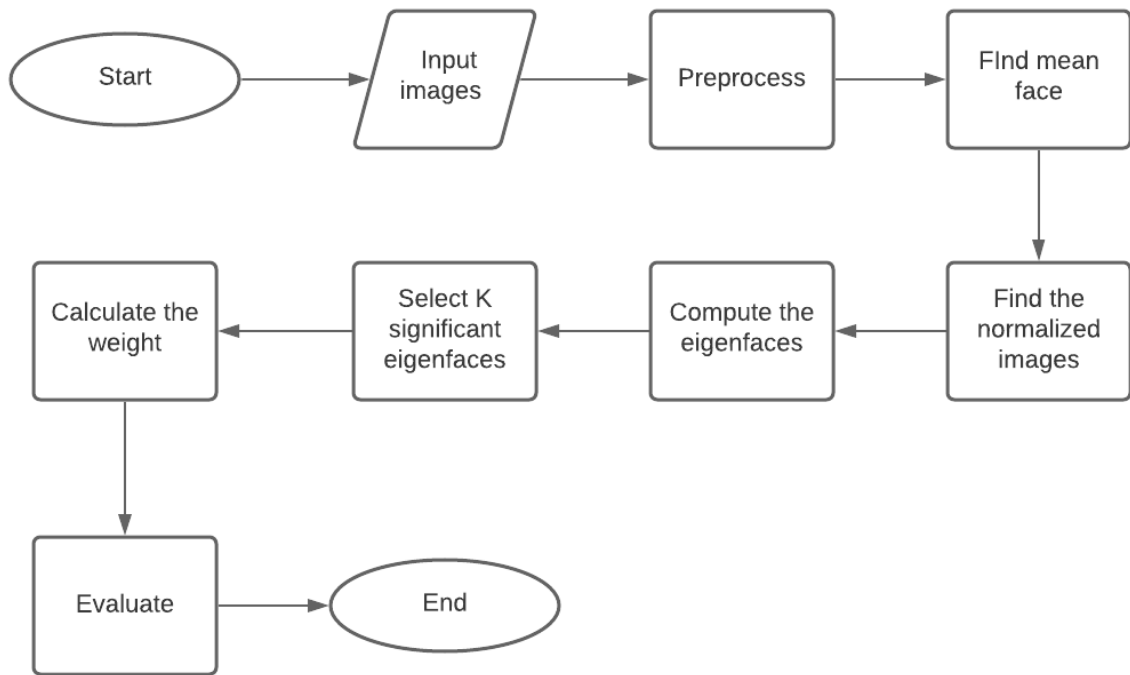 Start
Input
images
Preprocess
FInd mean
face
Find the
normalized
images
Compute the
eigenfaces
Select K
significant
eigenfaces
Calculate the
weight
Evaluate
End